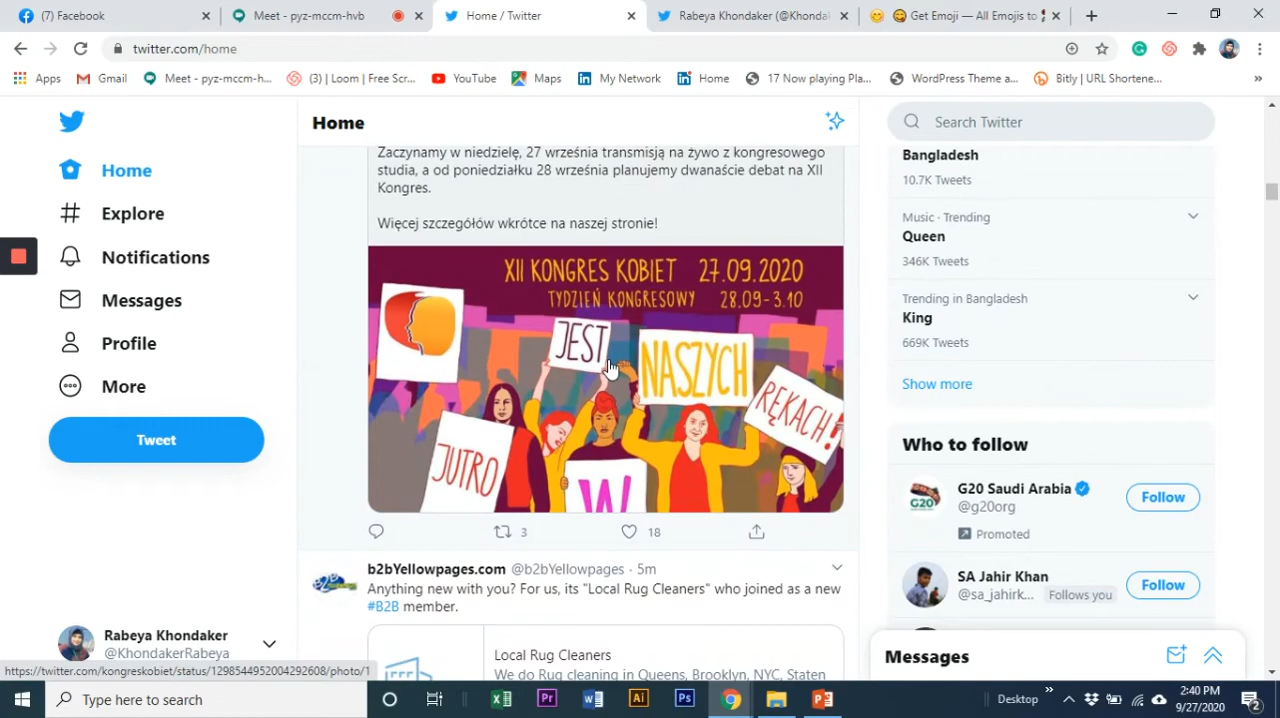 (7) Facebook
Meet - pyz-mccm-hvb
Home / Twitter
Rabeya Khondaker (@Khonda
Get Emoji — All Emojis to
twitter.com/home
Apps
Gmail
Meet - pyz-mccm-h...
(3) | Loom | Free Scr...
YouTube
Maps
My Network
Home
17 Now playing Pla...
WordPress Theme a...
Bitly | URL Shortene...
»
Home
Explore
Notifications
Messages
Profile
More
Tweet
Rabeya Khondaker
@KhondakerRabeya
https://twitter.com/kongreskobiet/status/1298544952004292608/photo/1
Home
Zaczynamy w niedzielę, 27 września transmisją na żywo z kongresowego
studia, a od poniedziałku 28 września planujemy dwanaście debat na XII
Kongres.
Więcej szczegółów wkrótce na naszej stronie!
XII KONGRES KOBIET 27.09.2020
TYDZIEŃ KONGRESOWY 28.09-3.10
JUTRO
JEST
W
NASZYCH
RĘKACH!
3
18
b2bYellowpages.com @b2bYellowpages · 5m
Anything new with you? For us, its "Local Rug Cleaners" who joined as a new
#B2B member.
Local Rug Cleaners
We do Rug cleaning in Queens, Brooklyn, NYC, Staten
Search Twitter
Bangladesh
10.7K Tweets
Music · Trending
Queen
346K Tweets
Trending in Bangladesh
King
669K Tweets
Show more
Who to follow
G20 Saudi Arabia
@g20org
Follow
Promoted
SA Jahir Khan
@sa_jahirk...
Follows you
Follow
Messages
Type here to search
Desktop
2:40 PM
9/27/2020
2